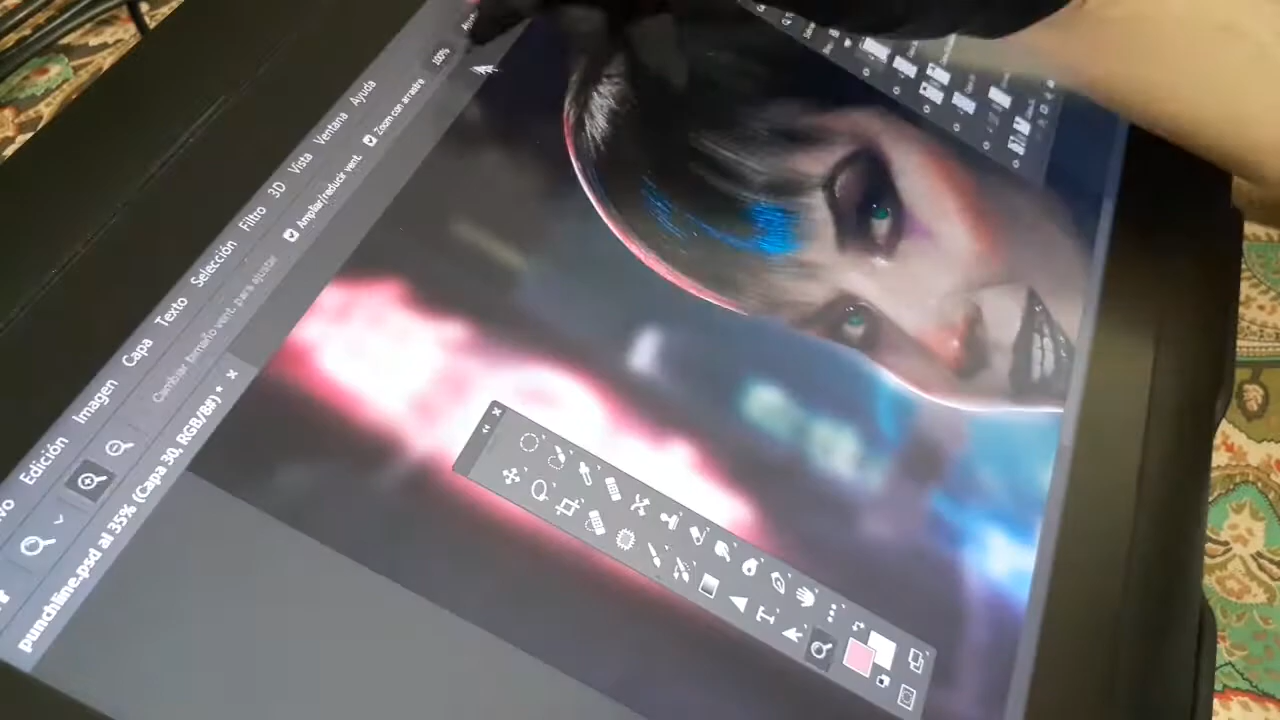 Edición Imagen Capa Texto Selección Filtro 3D Vista Ventana Ayuda
Cambiar tamaño vent. para ajustar Ampliar/reducir vent. Zoom con arrastre 100%
punchline.psd al 35% (Capa 30, RGB/8#) *